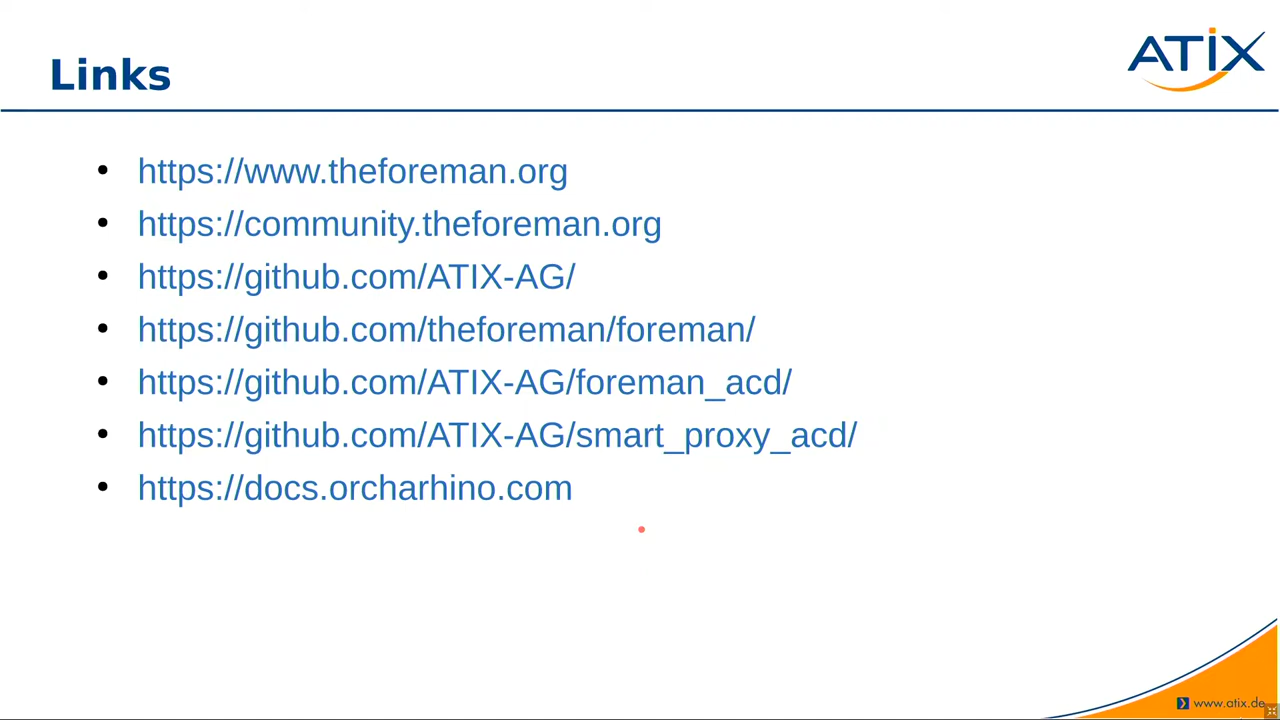 Links
ATIX
• https://www.theforeman.org
• https://community.theforeman.org
• https://github.com/ATIX-AG/
• https://github.com/theforeman/foreman/
• https://github.com/ATIX-AG/foreman_acd/
• https://github.com/ATIX-AG/smart_proxy_acd/
• https://docs.orcharhino.com
www.atix.de